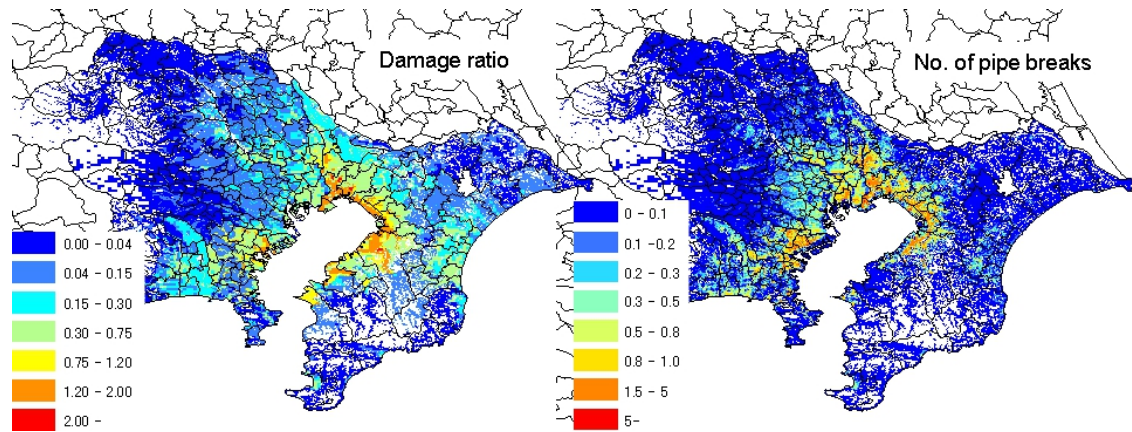 Damage ratio
0.00 - 0.04
0.04 - 0.15
0.15 - 0.30
0.30 - 0.75
0.75 - 1.20
1.20 - 2.00
2.00 -
No. of pipe breaks
0 - 0.1
0.1 -0.2
0.2 - 0.3
0.3 - 0.5
0.5 - 0.8
0.8 - 1.0
1.5 - 5
5-